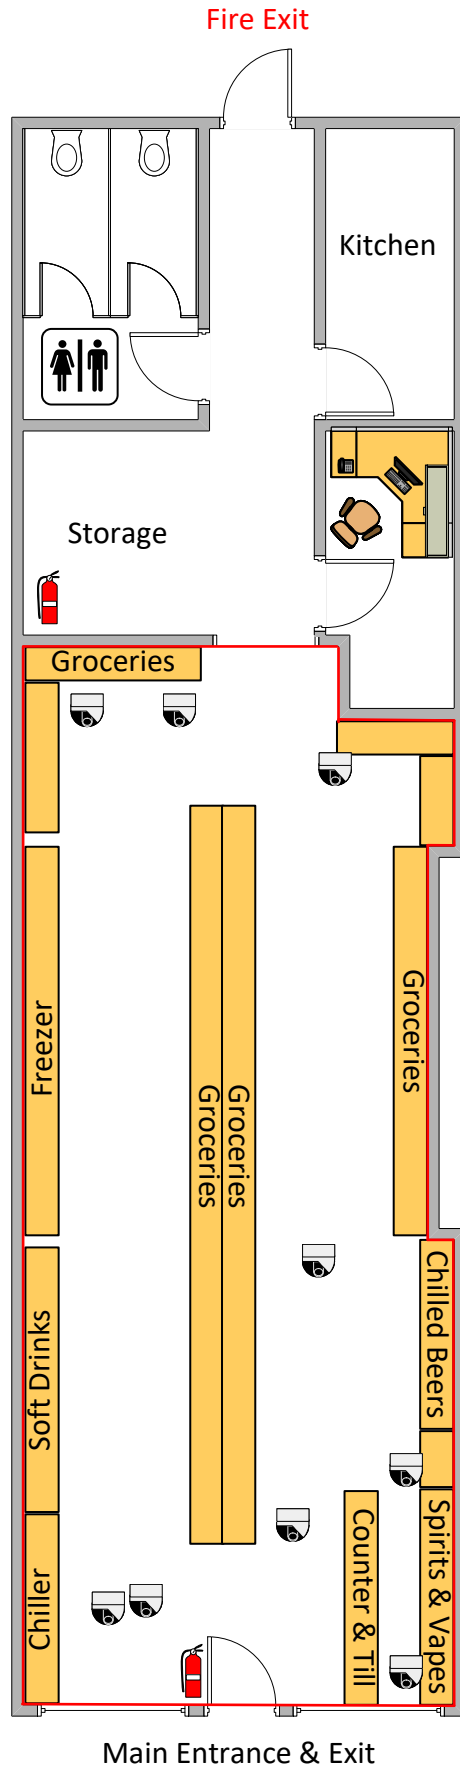 Fire Exit
Kitchen
Storage
Groceries
Freezer
Groceries
Groceries
Groceries
Soft Drinks
Chilled Beers
Chiller
Counter & Till
Spirits & Vapes
Main Entrance & Exit